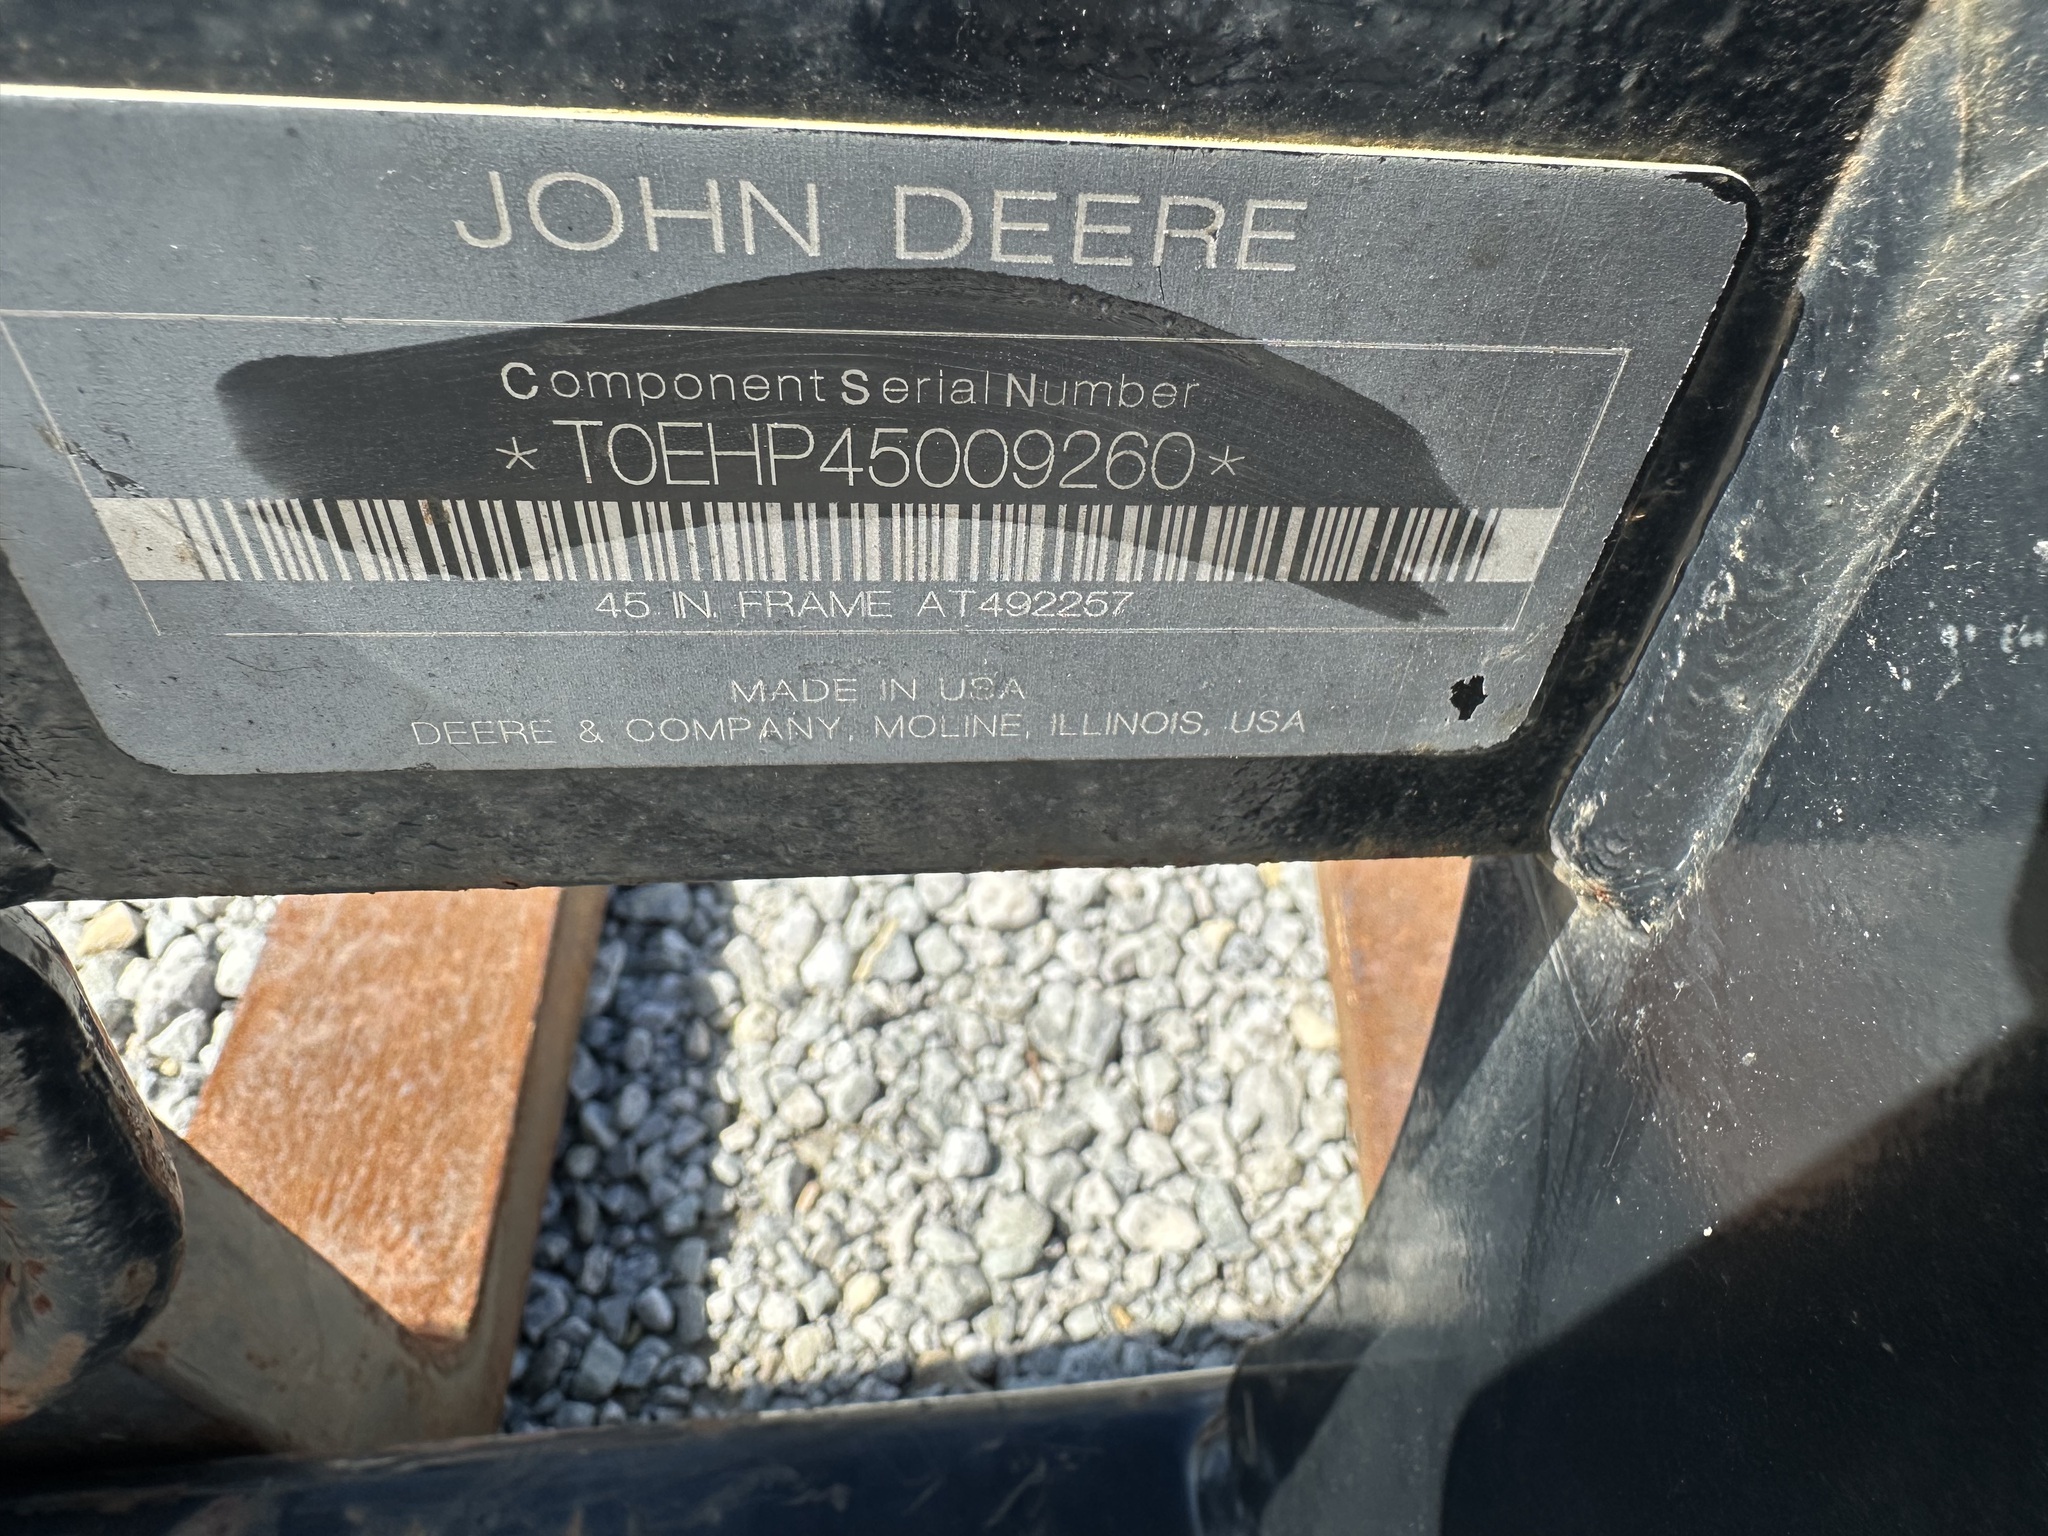 JOHN DEERE
Component Serial Number
*T0EHP45009260*
45 IN. FRAME AT492257
MADE IN USA
DEERE & COMPANY, MOLINE, ILLINOIS, USA